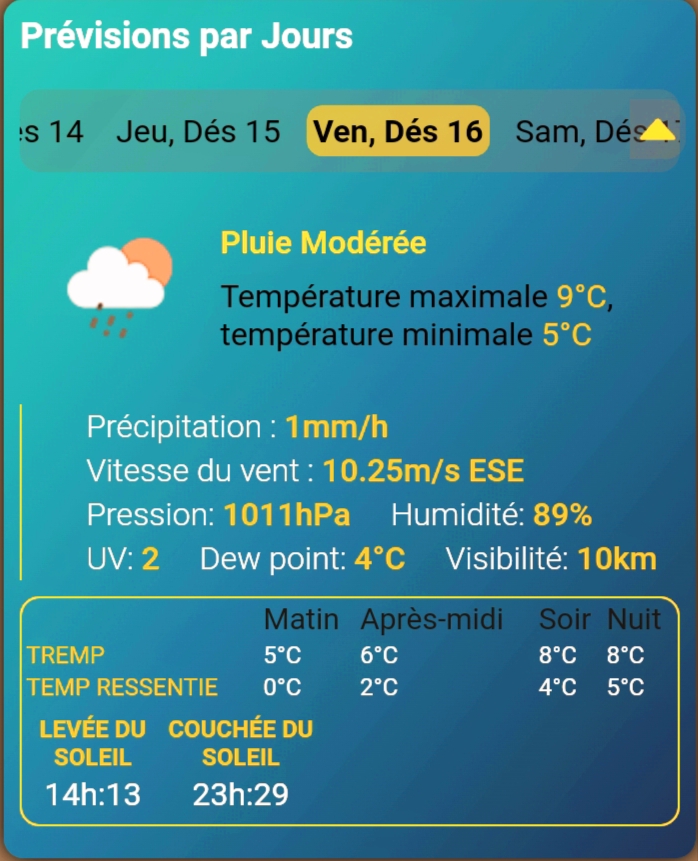 Prévisions par Jours
es 14 Jeu, Dés 15 Ven, Dés 16 Sam, Dés
Pluie Modérée
Température maximale 9°C,
température minimale 5°C
Précipitation : 1mm/h
Vitesse du vent : 10.25m/s ESE
Pression: 1011hPa Humidité: 89%
UV: 2 Dew point: 4°C Visibilité: 10km
Matin Après-midi Soir Nuit
TREMP 5°C 6°C 8°C 8°C
TEMP RESSENTIE 0°C 2°C 4°C 5°C
LEVÉE DU COUCHÉE DU
SOLEIL SOLEIL
14h:13 23h:29